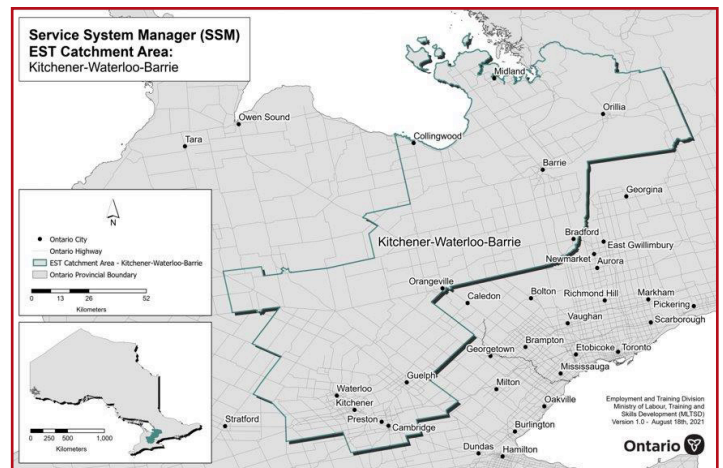 Service System Manager (SSM)
EST Catchment Area:
Kitchener-Waterloo-Barrie
Midland
Orillia
Owen Sound
Tara
Collingwood
Barrie
Georgina
N
Ontario City
Ontario Highway
EST Catchment Area - Kitchener-Waterloo-Barrie
Ontario Provincial Boundary
0 13 26 52
Kilometers
Kitchener-Waterloo-Barrie
Bradford
East Gwillimbury
Newmarket
Aurora
Orangeville
Caledon
Bolton
Richmond Hill
Markham
Pickering
Vaughan
Scarborough
Brampton
Etobicoke
Toronto
Georgetown
Mississauga
Guelph
Milton
Waterloo
Kitchener
Preston
Cambridge
Oakville
Stratford
Burlington
Dundas
Hamilton
0 250 500 1,000
Kilometers
Employment and Training Division
Ministry of Labour, Training and
Skills Development (MLTSD)
Version 1.0 - August 18th, 2021
Ontario